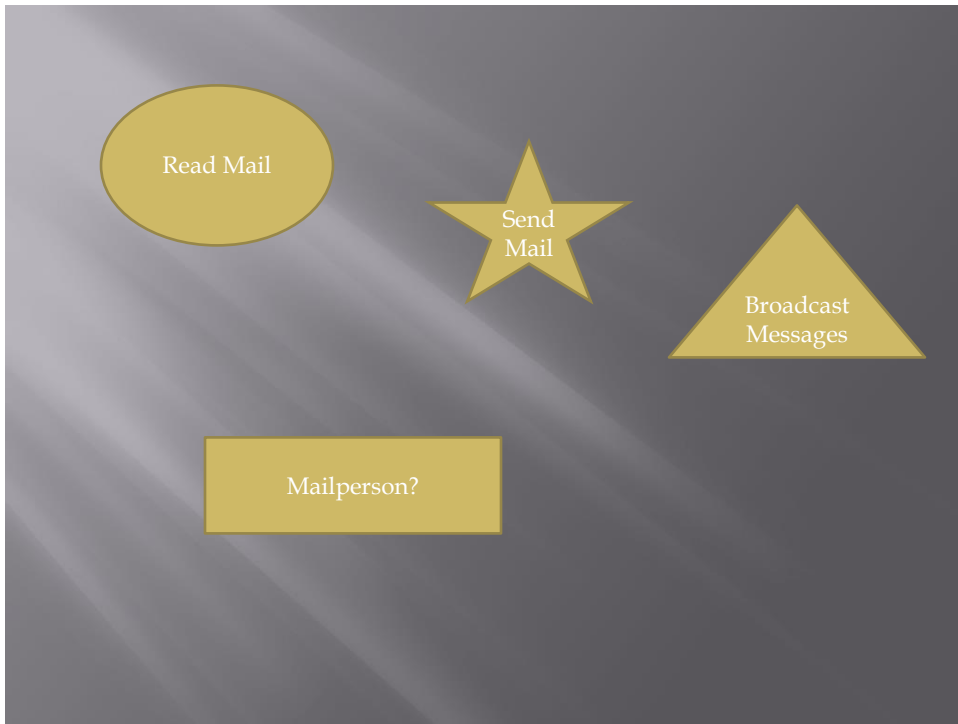 Read Mail
Send
Mail
Broadcast
Messages
Mailperson?